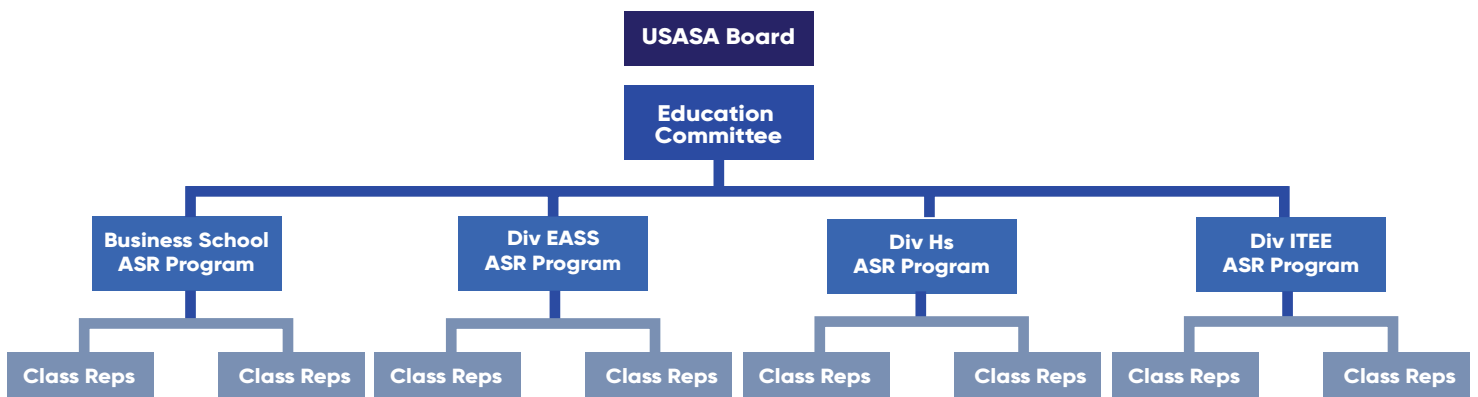 USASA Board
Education
Committee
Business School
ASR Program
Div EASS
ASR Program
Div Hs
ASR Program
Div ITEE
ASR Program
Class Reps
Class Reps
Class Reps
Class Reps
Class Reps
Class Reps
Class Reps
Class Reps